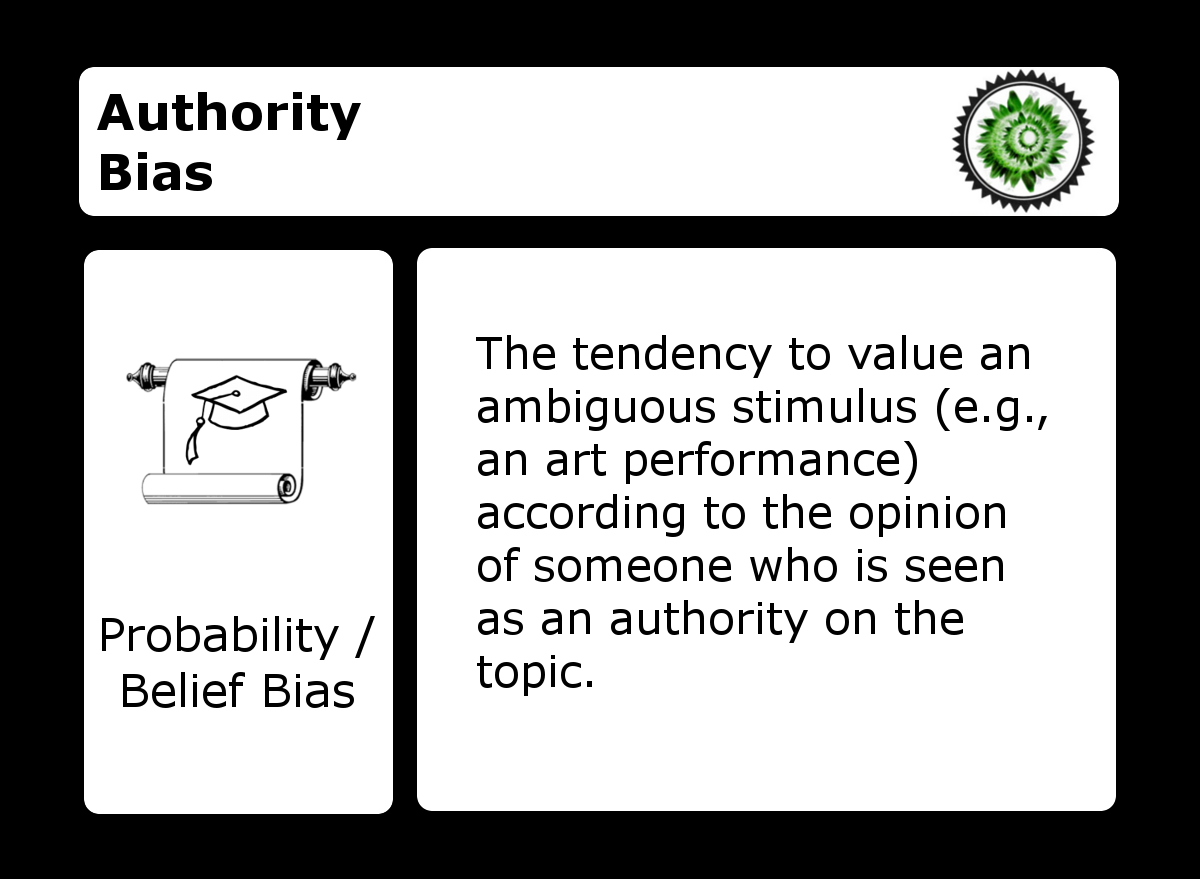 Authority
Bias
Probability /
Belief Bias
The tendency to value an
ambiguous stimulus (e.g.,
an art performance)
according to the opinion
of someone who is seen
as an authority on the
topic.